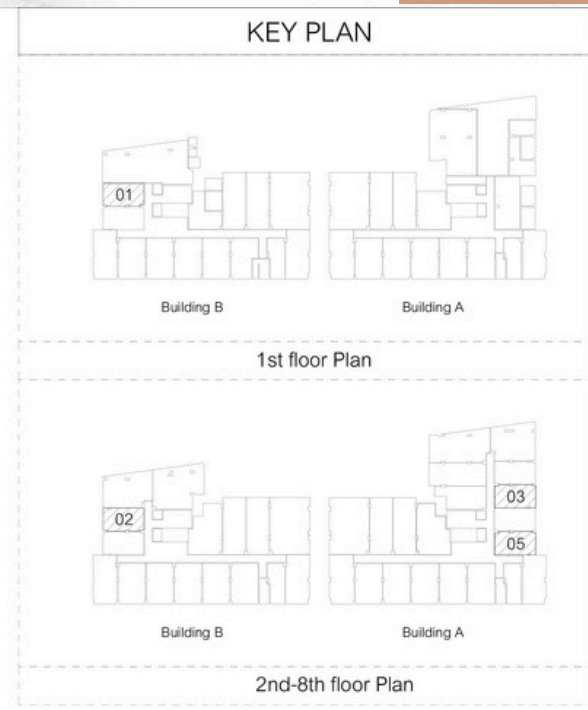 KEY PLAN
01
Building B
Building A
1st floor Plan
02
03
05
Building B
Building A
2nd-8th floor Plan